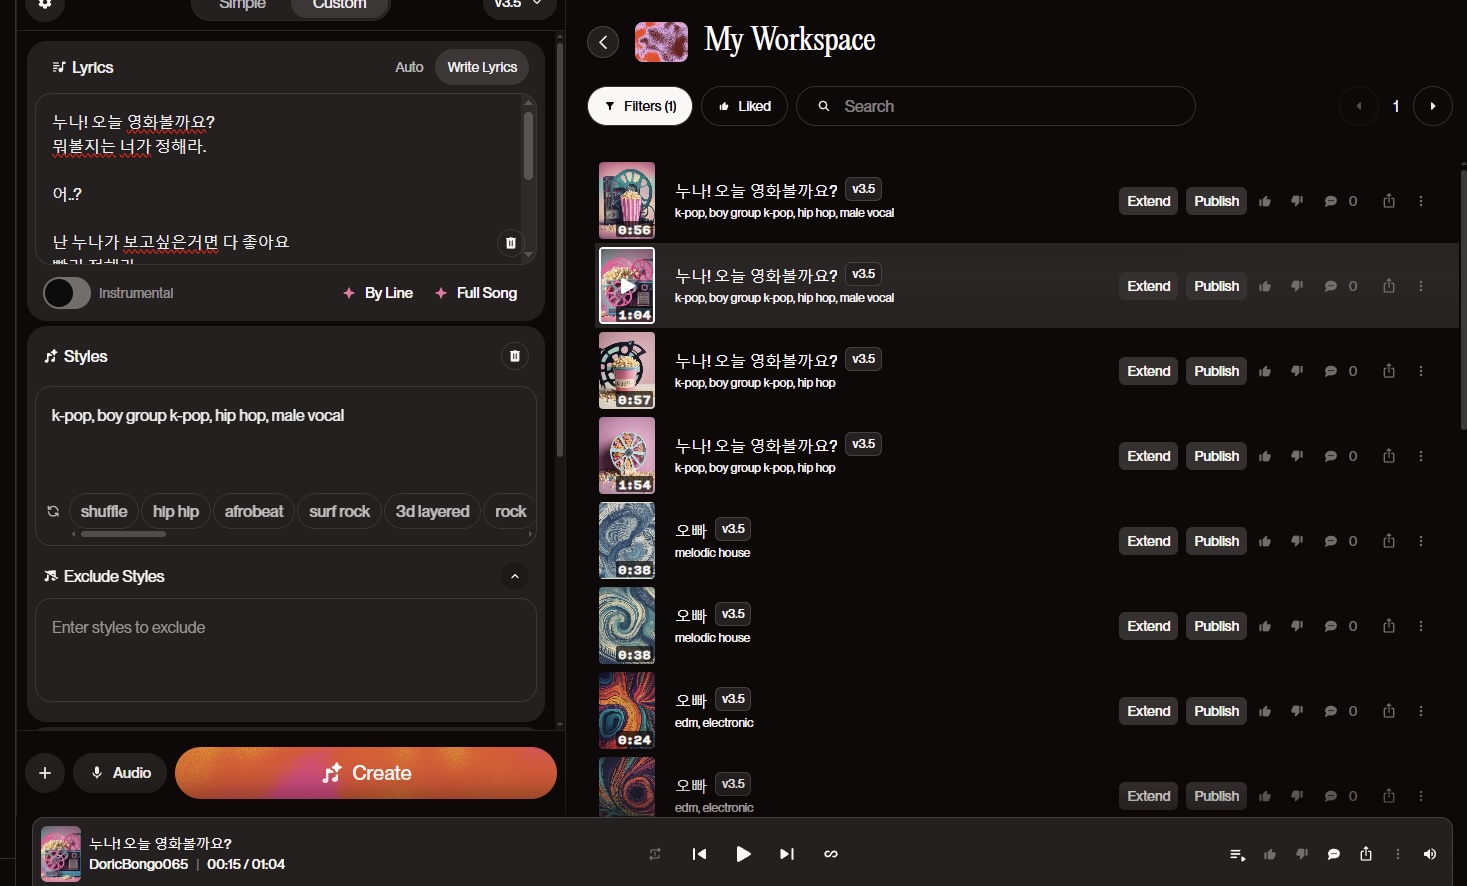 Simple
Custom
v3.5
Lyrics
Auto
Write Lyrics
누나! 오늘 영화볼까요?
뭐볼지는 너가 정해라.
어..?
난 누나가 보고싶은거면 다 좋아요
Instrumental
By Line
Full Song
Styles
k-pop, boy group k-pop, hip hop, male vocal
shuffle
hip hip
afrobeat
surf rock
3d layered
rock
Exclude Styles
Enter styles to exclude
Audio
Create
My Workspace
Filters (1)
Liked
Search
1
누나! 오늘 영화볼까요? v3.5
k-pop, boy group k-pop, hip hop, male vocal
0:56
Extend Publish 0
누나! 오늘 영화볼까요? v3.5
k-pop, boy group k-pop, hip hop, male vocal
1:04
Extend Publish 0
누나! 오늘 영화볼까요? v3.5
k-pop, boy group k-pop, hip hop
0:57
Extend Publish 0
누나! 오늘 영화볼까요? v3.5
k-pop, boy group k-pop, hip hop
1:54
Extend Publish 0
오빠 v3.5
melodic house
0:38
Extend Publish 0
오빠 v3.5
melodic house
0:38
Extend Publish 0
오빠 v3.5
edm, electronic
0:24
Extend Publish 0
오빠 v3.5
edm, electronic
Extend Publish 0
누나! 오늘 영화볼까요?
DoricBongo065 | 00:15 / 01:04